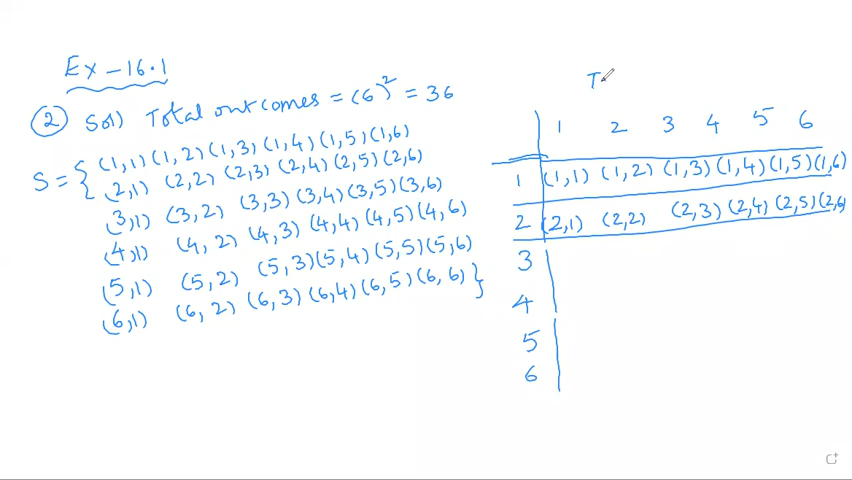 Ex - 16.1
② Sol) Total outcomes = (6)² = 36
S = { (1,1) (1,2) (1,3) (1,4) (1,5) (1,6)
(2,1) (2,2) (2,3) (2,4) (2,5) (2,6)
(3,1) (3,2) (3,3) (3,4) (3,5) (3,6)
(4,1) (4,2) (4,3) (4,4) (4,5) (4,6)
(5,1) (5,2) (5,3) (5,4) (5,5) (5,6)
(6,1) (6,2) (6,3) (6,4) (6,5) (6,6) }
T
1 2 3 4 5 6
1 (1,1) (1,2) (1,3) (1,4) (1,5) (1,6)
2 (2,1) (2,2) (2,3) (2,4) (2,5) (2,6)
3
4
5
6